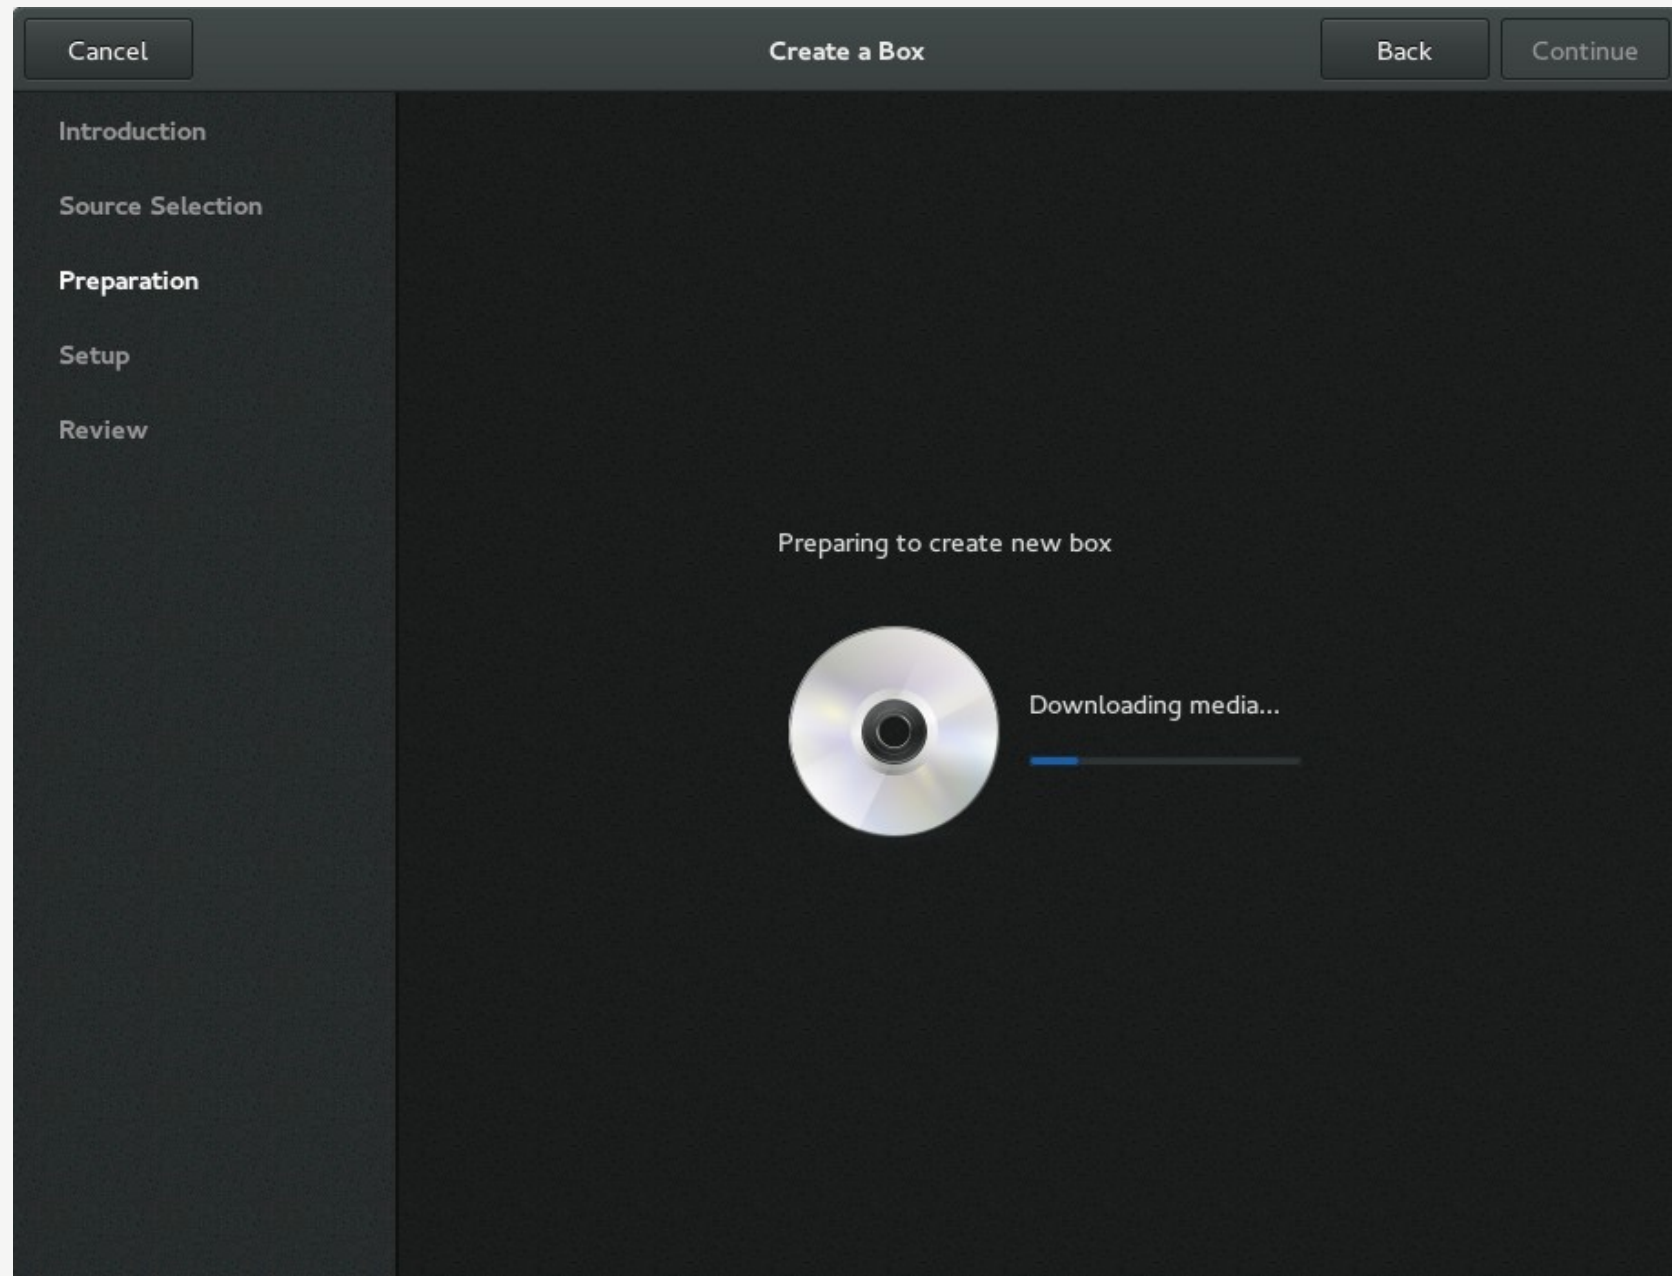 Cancel
Create a Box
Back
Continue
Introduction
Source Selection
Preparation
Setup
Review
Preparing to create new box
Downloading media...